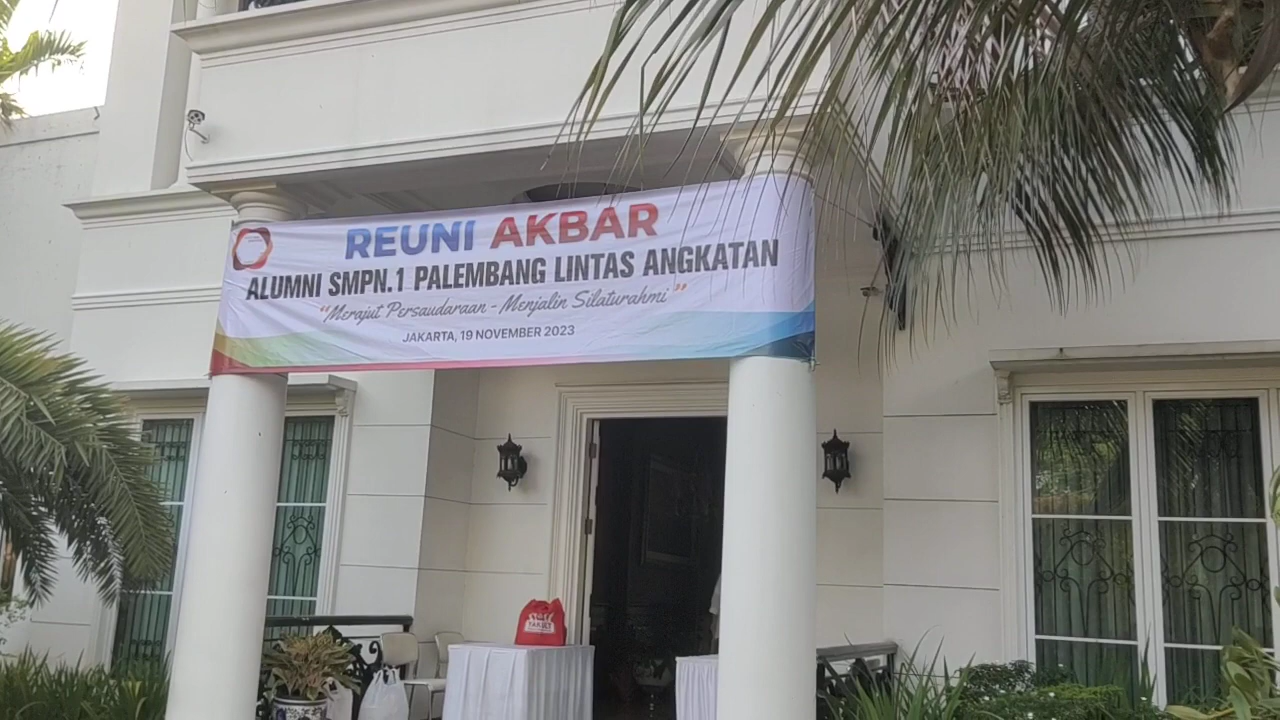 REUNI AKBAR
ALUMNI SMPN.1 PALEMBANG LINTAS ANGKATAN
"Merajut Persaudaraan - Menjalin Silaturahmi"
JAKARTA, 19 NOVEMBER 2023